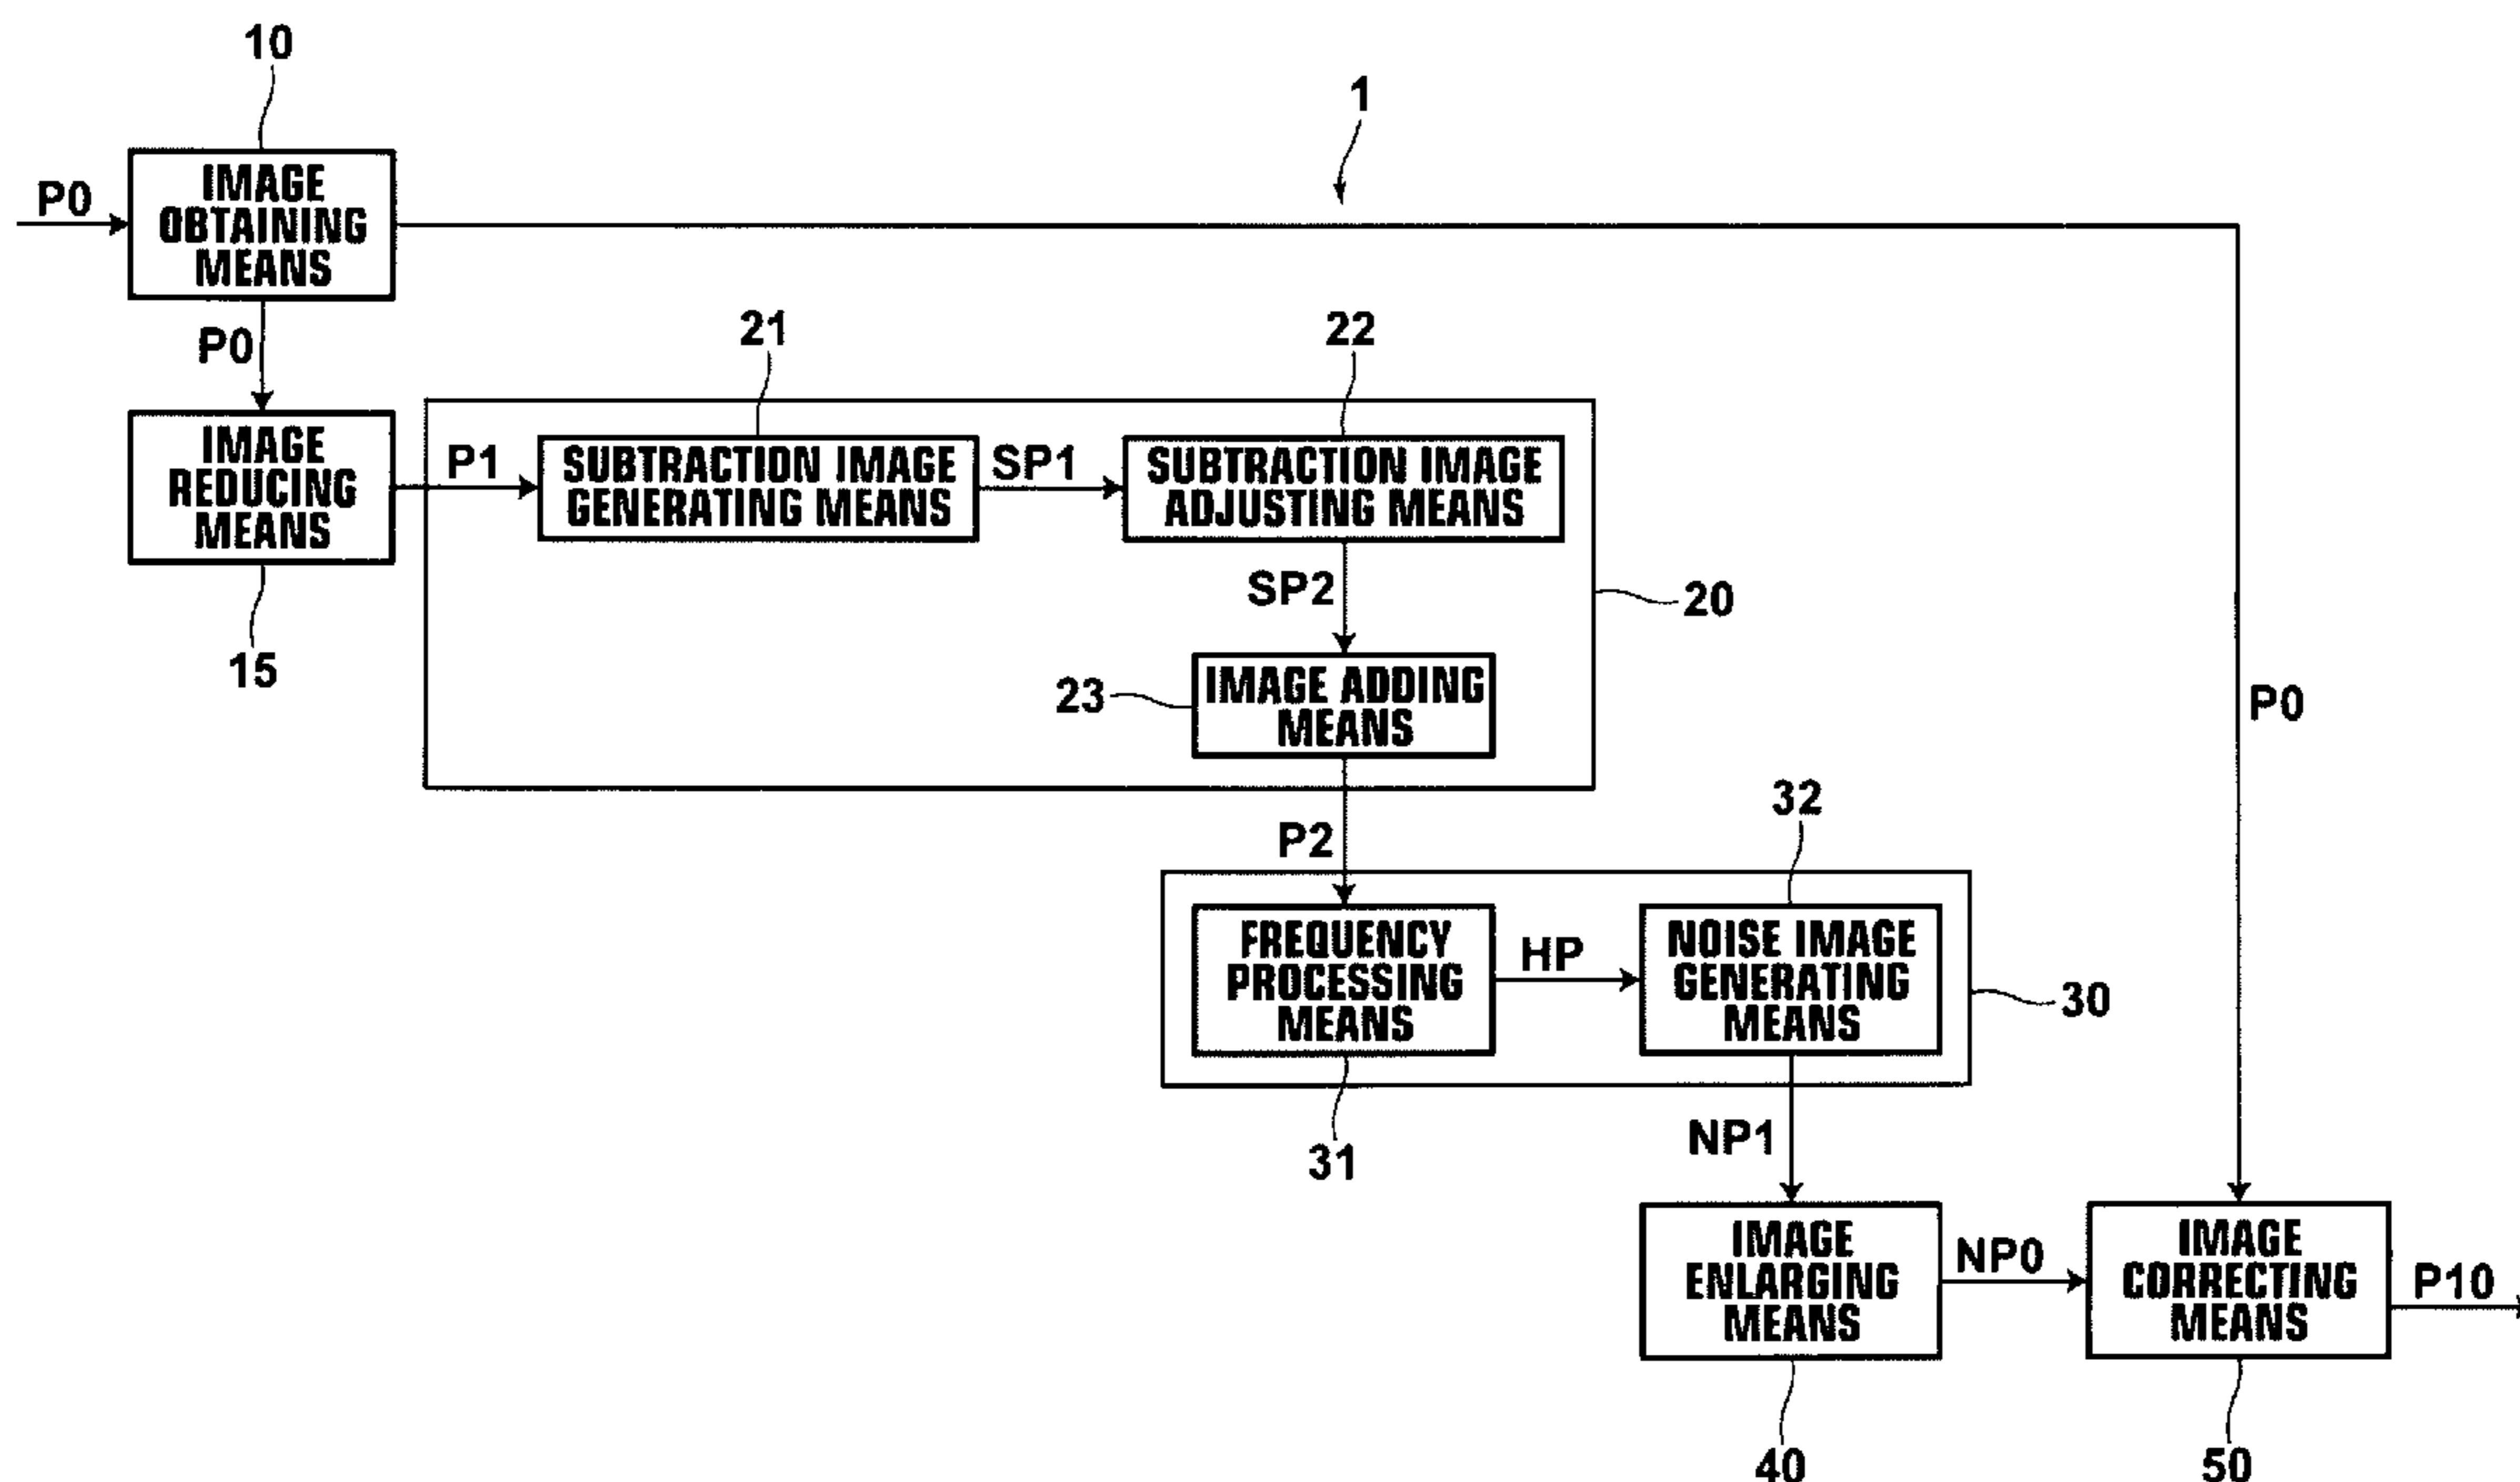 10
1
P0
IMAGE
OBTAINING
MEANS
P0
21
22
IMAGE
REDUCING
MEANS
15
P1
SUBTRACTION IMAGE
GENERATING MEANS
SP1
SUBTRACTION IMAGE
ADJUSTING MEANS
SP2
20
23
IMAGE ADDING
MEANS
P0
P2
32
FREQUENCY
PROCESSING
MEANS
HP
NOISE IMAGE
GENERATING
MEANS
30
31
NP1
IMAGE
ENLARGING
MEANS
NP0
IMAGE
CORRECTING
MEANS
P10
40
50